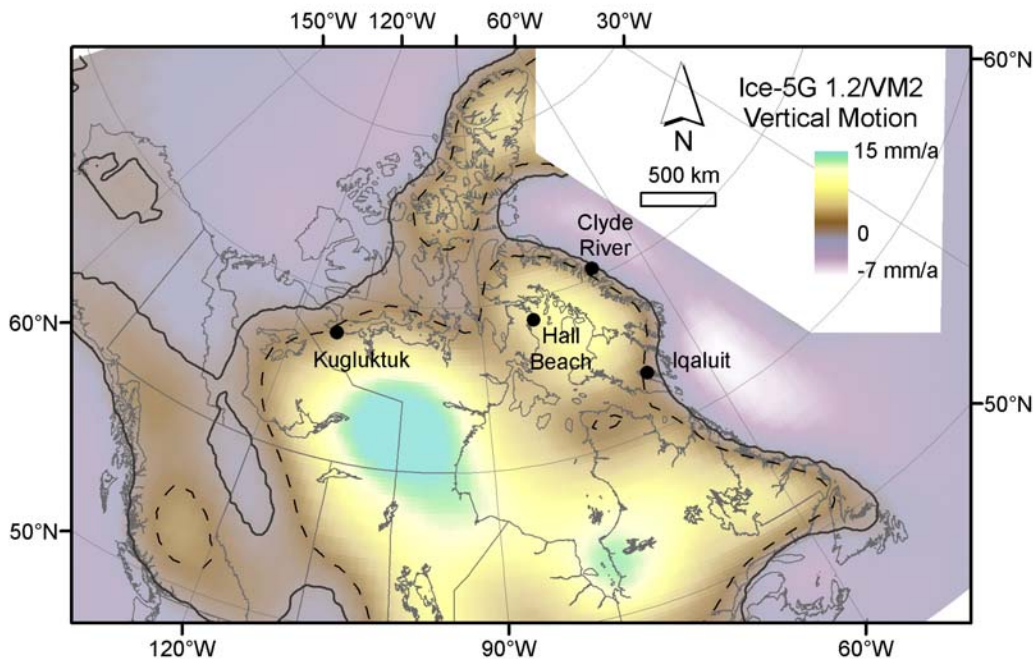 150°W 120°W 60°W 30°W
60°N
Ice-5G 1.2/VM2
Vertical Motion
15 mm/a
0
-7 mm/a
N
500 km
Clyde
River
60°N
Kugluktuk
Hall
Beach
Iqaluit
50°N
50°N
120°W 90°W 60°W